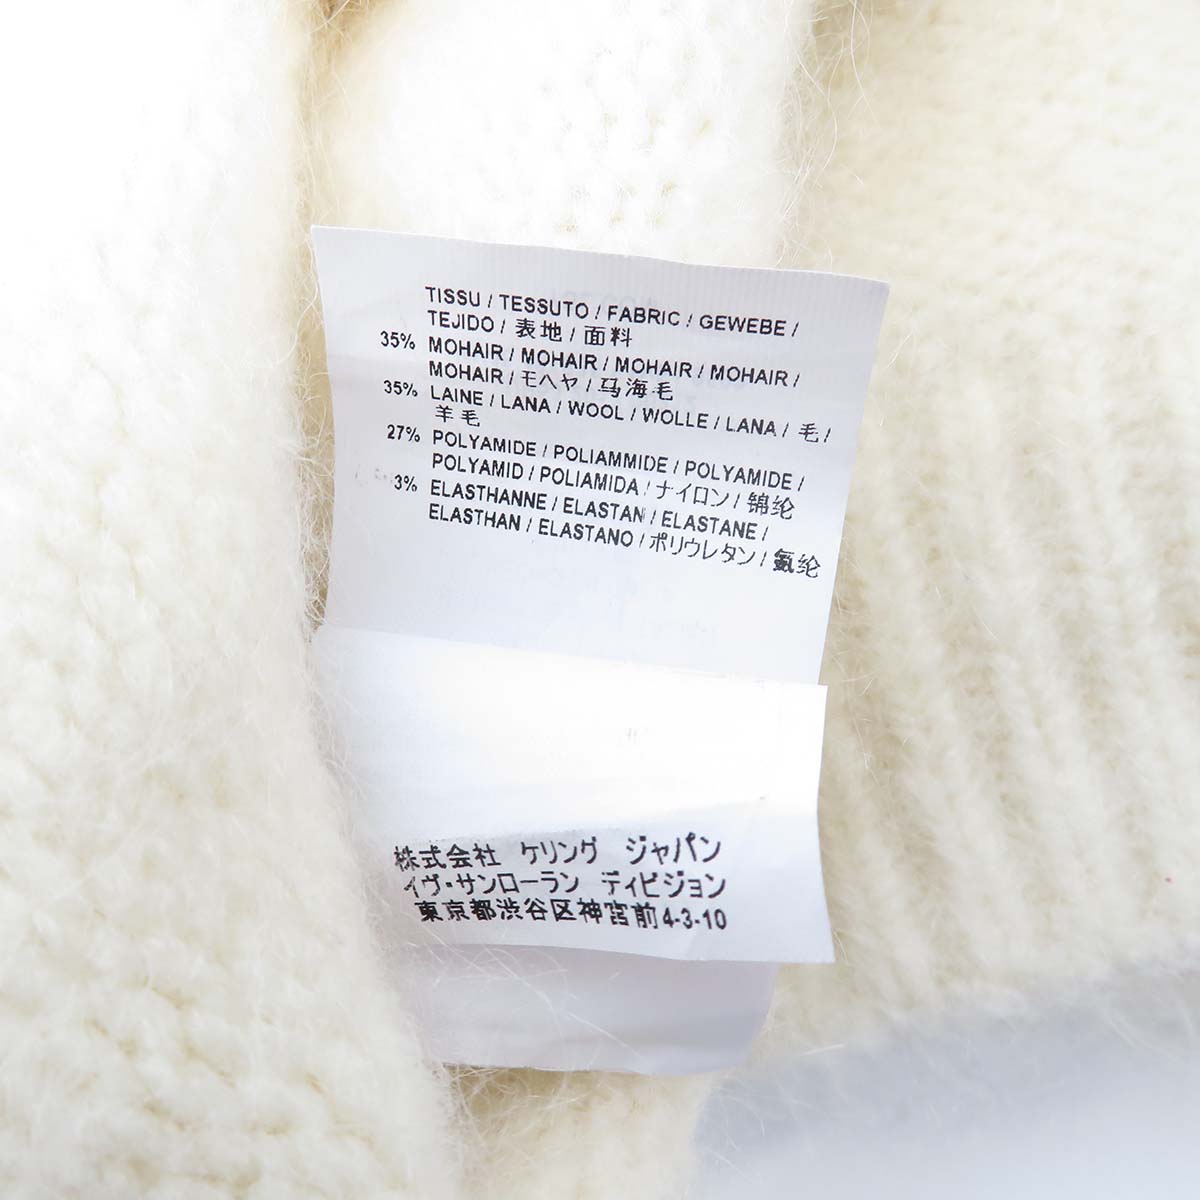 TISSU / TESSUTO / FABRIC / GEWEBE /
TEJIDO / 表地 / 面料
35% MOHAIR / MOHAIR / MOHAIR / MOHAIR /
MOHAIR / モヘヤ / 马海毛
35% LAINE / LANA / WOOL / WOLLE / LANA / 毛 /
羊毛
27% POLYAMIDE / POLIAMMIDE / POLYAMIDE /
POLYAMID / POLIAMIDA / ナイロン / 锦纶
3% ELASTHANNE / ELASTAN / ELASTANE /
ELASTHAN / ELASTANO / ポリウレタン / 氨纶
株式会社 ケリング ジャパン
イヴ・サンローラン ディビジョン
東京都渋谷区神宮前4-3-10